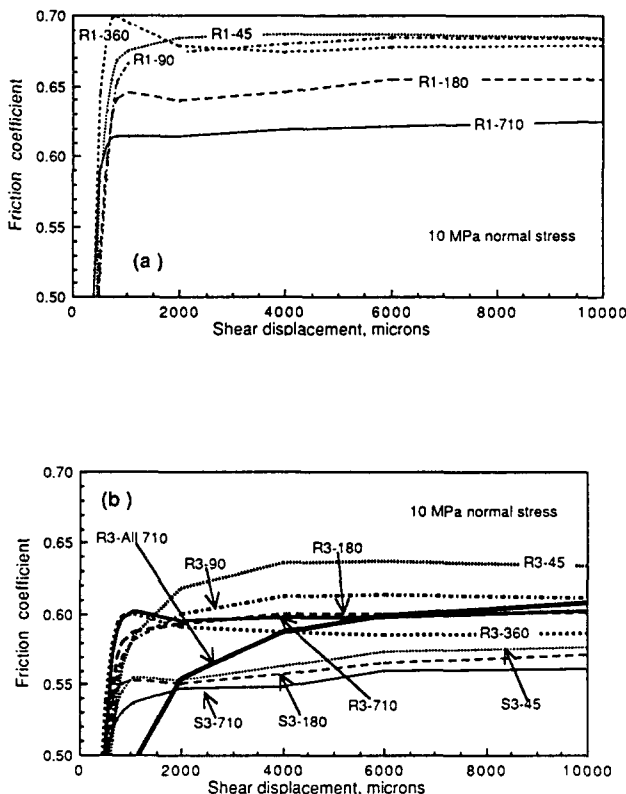 0.70
R1-360
R1-45
R1-90
0.65
R1-180
R1-710
0.60
Friction coefficient
0.55
10 MPa normal stress
(a)
0.50
0 2000 4000 6000 8000 10000
Shear displacement, microns
0.70
(b)
10 MPa normal stress
R3-All 710
0.65
R3-90
R3-180
R3-45
0.60
Friction coefficient
R3-360
0.55
R3-710
S3-710
S3-180
S3-45
0.50
0 2000 4000 6000 8000 10000
Shear displacement, microns